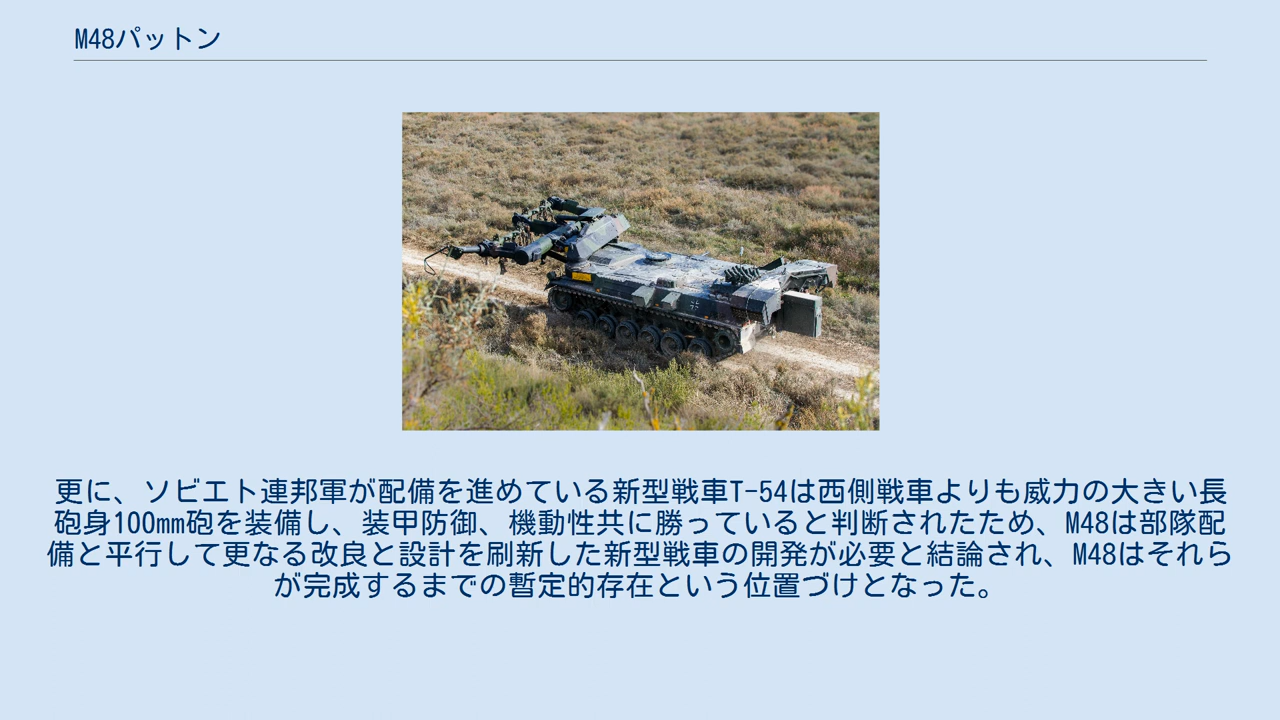 M48パットン
更に、ソビエト連邦軍が配備を進めている新型戦車T-54は西側戦車よりも威力の大きい長
砲身100mm砲を装備し、装甲防御、機動性共に勝っていると判断されたため、M48は部隊配
備と平行して更なる改良と設計を刷新した新型戦車の開発が必要と結論され、M48はそれら
が完成するまでの暫定的存在という位置づけとなった。